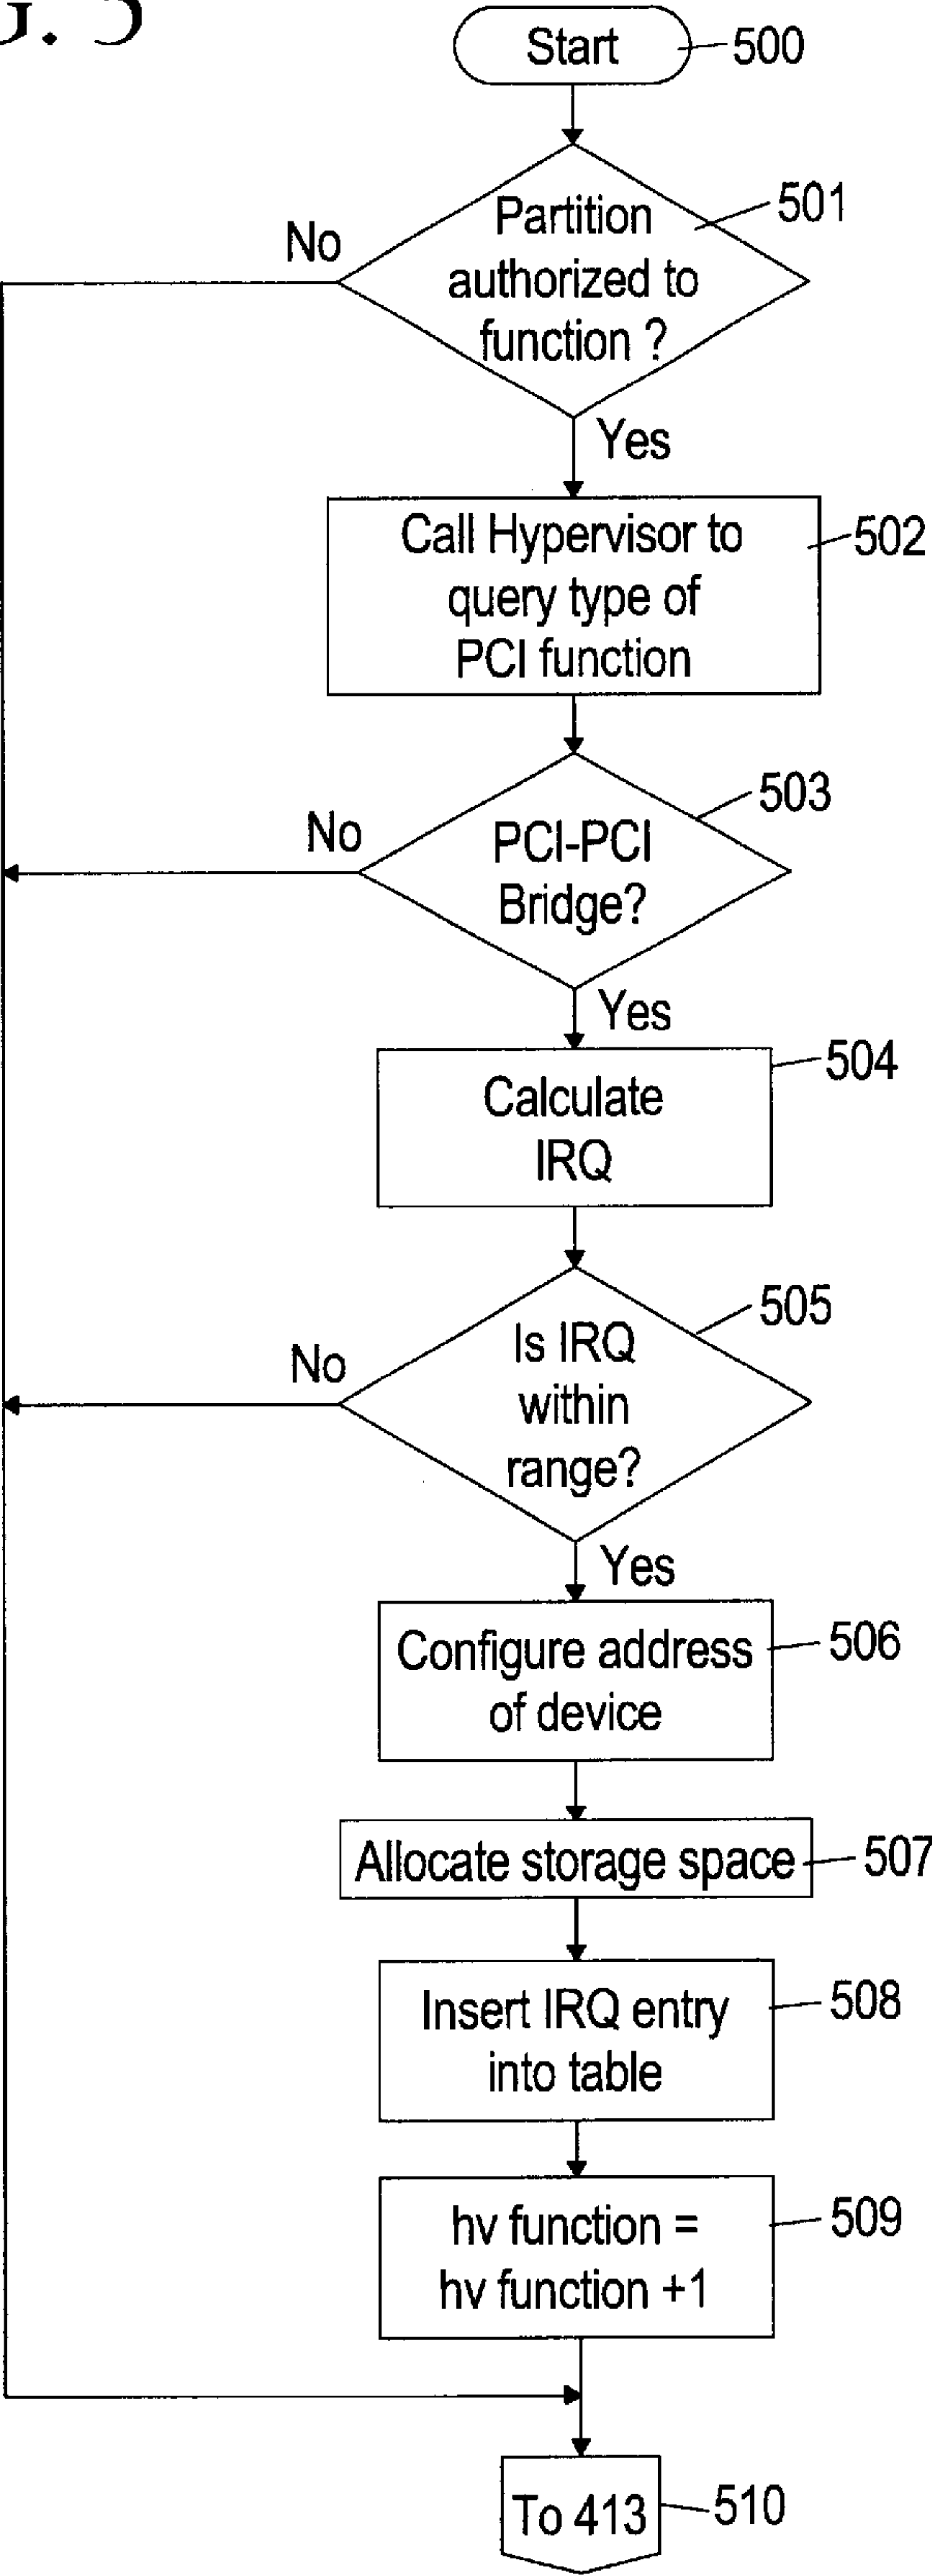 G. 5
Start
500
Partition
authorized to
function ?
501
No
Yes
Call Hypervisor to
query type of
PCI function
502
PCI-PCI
Bridge?
503
No
Yes
Calculate
IRQ
504
Is IRQ
within
range?
505
No
Yes
Configure address
of device
506
Allocate storage space
507
Insert IRQ entry
into table
508
hv function =
hv function +1
509
To 413
510